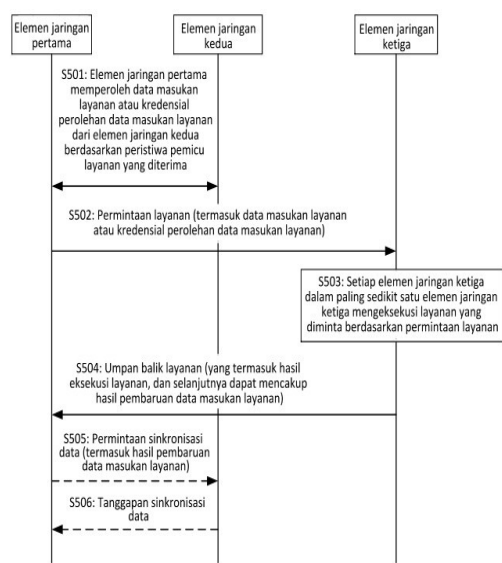 Elemen jaringan
pertama
Elemen jaringan
kedua
Elemen jaringan
ketiga
S501: Elemen jaringan pertama
memperoleh data masukan
layanan atau kredensial
perolehan data masukan layanan
dari elemen jaringan kedua
berdasarkan peristiwa pemicu
layanan yang diterima
S502: Permintaan layanan (termasuk data masukan layanan
atau kredensial perolehan data masukan layanan)
S503: Setiap elemen jaringan ketiga
dalam paling sedikit satu elemen jaringan
ketiga mengeksekusi layanan yang
diminta berdasarkan permintaan layanan
S504: Umpan balik layanan (yang termasuk hasil
eksekusi layanan, dan selanjutnya dapat mencakup
hasil pembaruan data masukan layanan)
S505: Permintaan sinkronisasi
data (termasuk hasil pembaruan
data masukan layanan)
S506: Tanggapan sinkronisasi
data